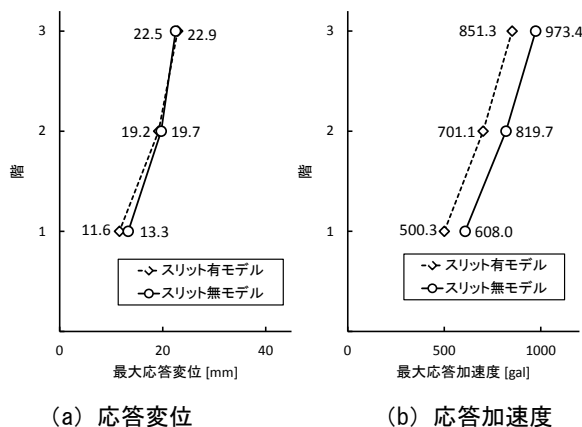 3
22.5
22.9
2
19.2
19.7
階
1
11.6
13.3
スリット有モデル
スリット無モデル
0
20
40
最大応答変位 [mm]
(a) 応答変位
3
851.3
973.4
2
701.1
819.7
階
1
500.3
608.0
スリット有モデル
スリット無モデル
0
500
1000
最大応答加速度 [gal]
(b) 応答加速度